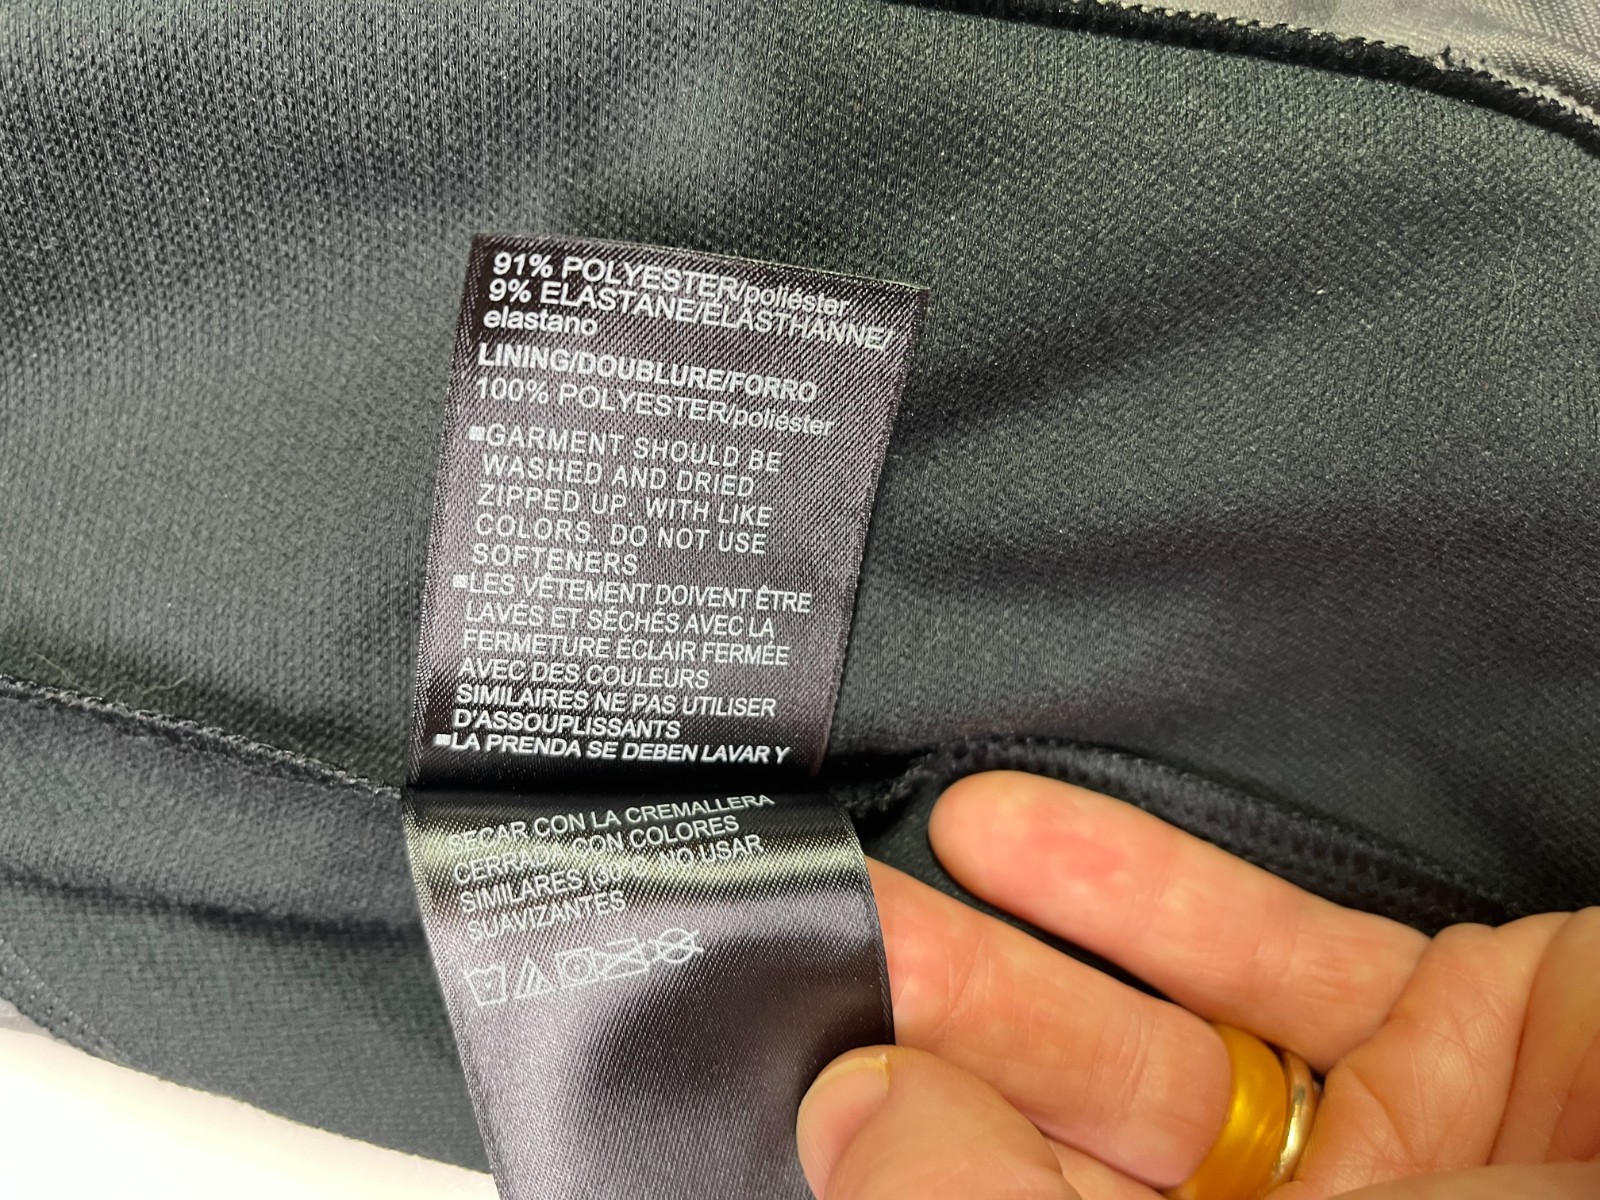 91% POLYESTER/poliéster
9% ELASTANE/ELASTHANNE/
elastano
LINING/DOUBLURE/FORRO
100% POLYESTER/poliéster
■GARMENT SHOULD BE
WASHED AND DRIED
ZIPPED UP, WITH LIKE
COLORS. DO NOT USE
SOFTENERS
■LES VÊTEMENT DOIVENT ÊTRE
LAVÉS ET SÉCHÉS AVEC LA
FERMETURE ÉCLAIR FERMÉE
AVEC DES COULEURS
SIMILAIRES NE PAS UTILISER
D'ASSOUPLISSANTS
■LA PRENDA SE DEBEN LAVAR Y
SECAR CON LA CREMALLERA
CERRADA CON COLORES
SIMILARES NO USAR
SUAVIZANTES